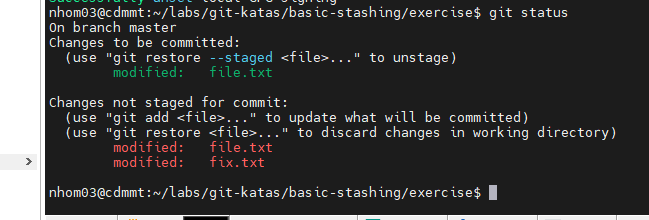 nhom03@cdmmt:~/labs/git-katas/basic-stashing/exercise$ git status
On branch master
Changes to be committed:
  (use "git restore --staged <file>..." to unstage)
        modified:   file.txt

Changes not staged for commit:
  (use "git add <file>..." to update what will be committed)
  (use "git restore <file>..." to discard changes in working directory)
        modified:   file.txt
        modified:   fix.txt

nhom03@cdmmt:~/labs/git-katas/basic-stashing/exercise$